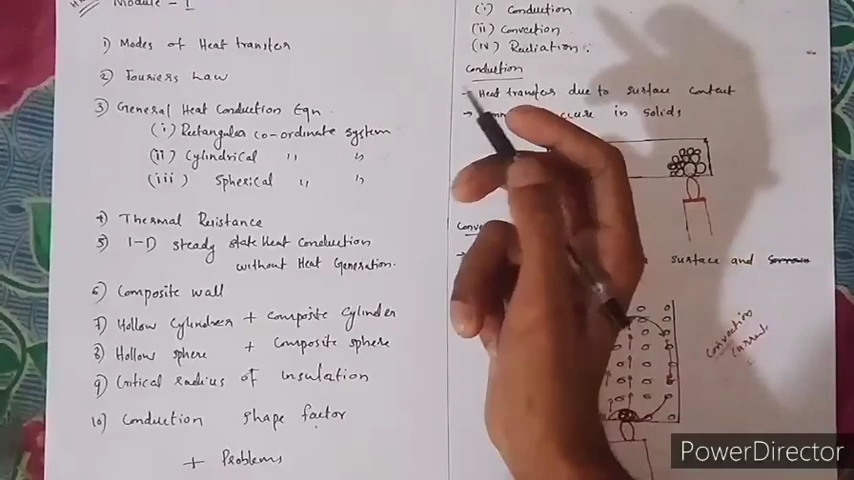 Module - 1
1) Modes of Heat transfer
2) Fouriers Law
3) General Heat Conduction Eqn
(i) Rectangular co-ordinate system
(ii) Cylindrical " "
(iii) Spherical " "
4) Thermal Resistance
5) 1-D steady state Heat Conduction
without Heat Generation.
6) Composite wall
7) Hollow Cylinder + Composite Cylinder
8) Hollow sphere + Composite sphere
9) Critical radius of insulation
10) Conduction shape factor
+ Problems
(i) Conduction
(ii) Convection
(iv) Radiation
Conduction
- Heat transfer due to surface Contact
in Solids
surface and
Convection
Current
PowerDirector